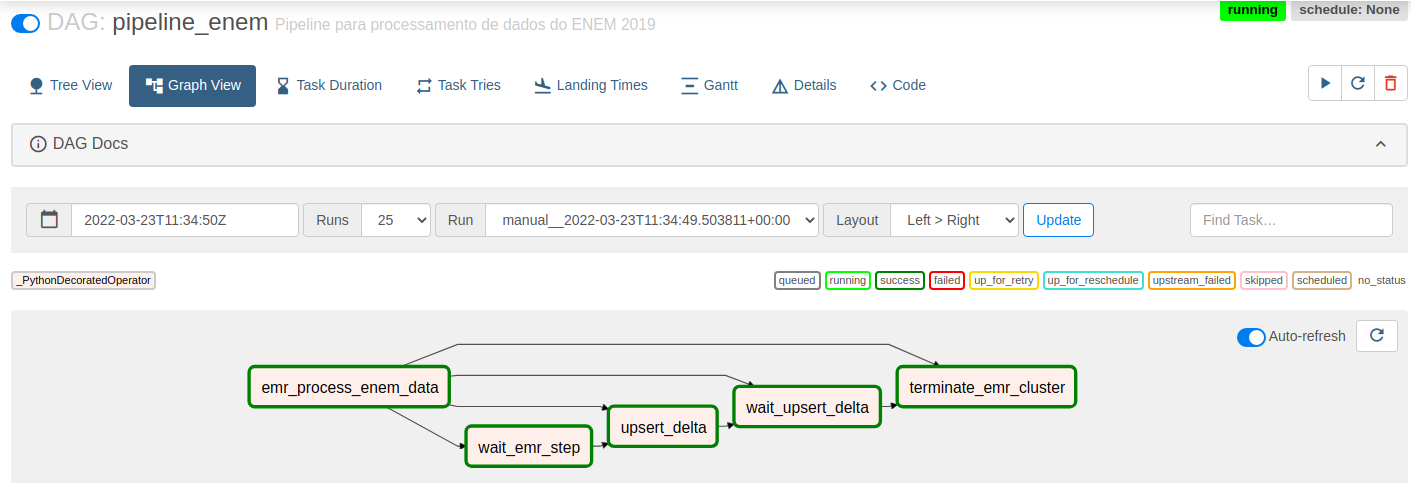 DAG: pipeline_enem Pipeline para processamento de dados do ENEM 2019
running schedule: None
Tree View Graph View Task Duration Task Tries Landing Times Gantt Details Code
DAG Docs
2022-03-23T11:34:50Z Runs 25 Run manual__2022-03-23T11:34:49.503811+00:00 Layout Left > Right Update Find Task…
_PythonDecoratedOperator queued running success failed up_for_retry up_for_reschedule upstream_failed skipped scheduled no_status
Auto-refresh
emr_process_enem_data
terminate_emr_cluster
wait_upsert_delta
upsert_delta
wait_emr_step